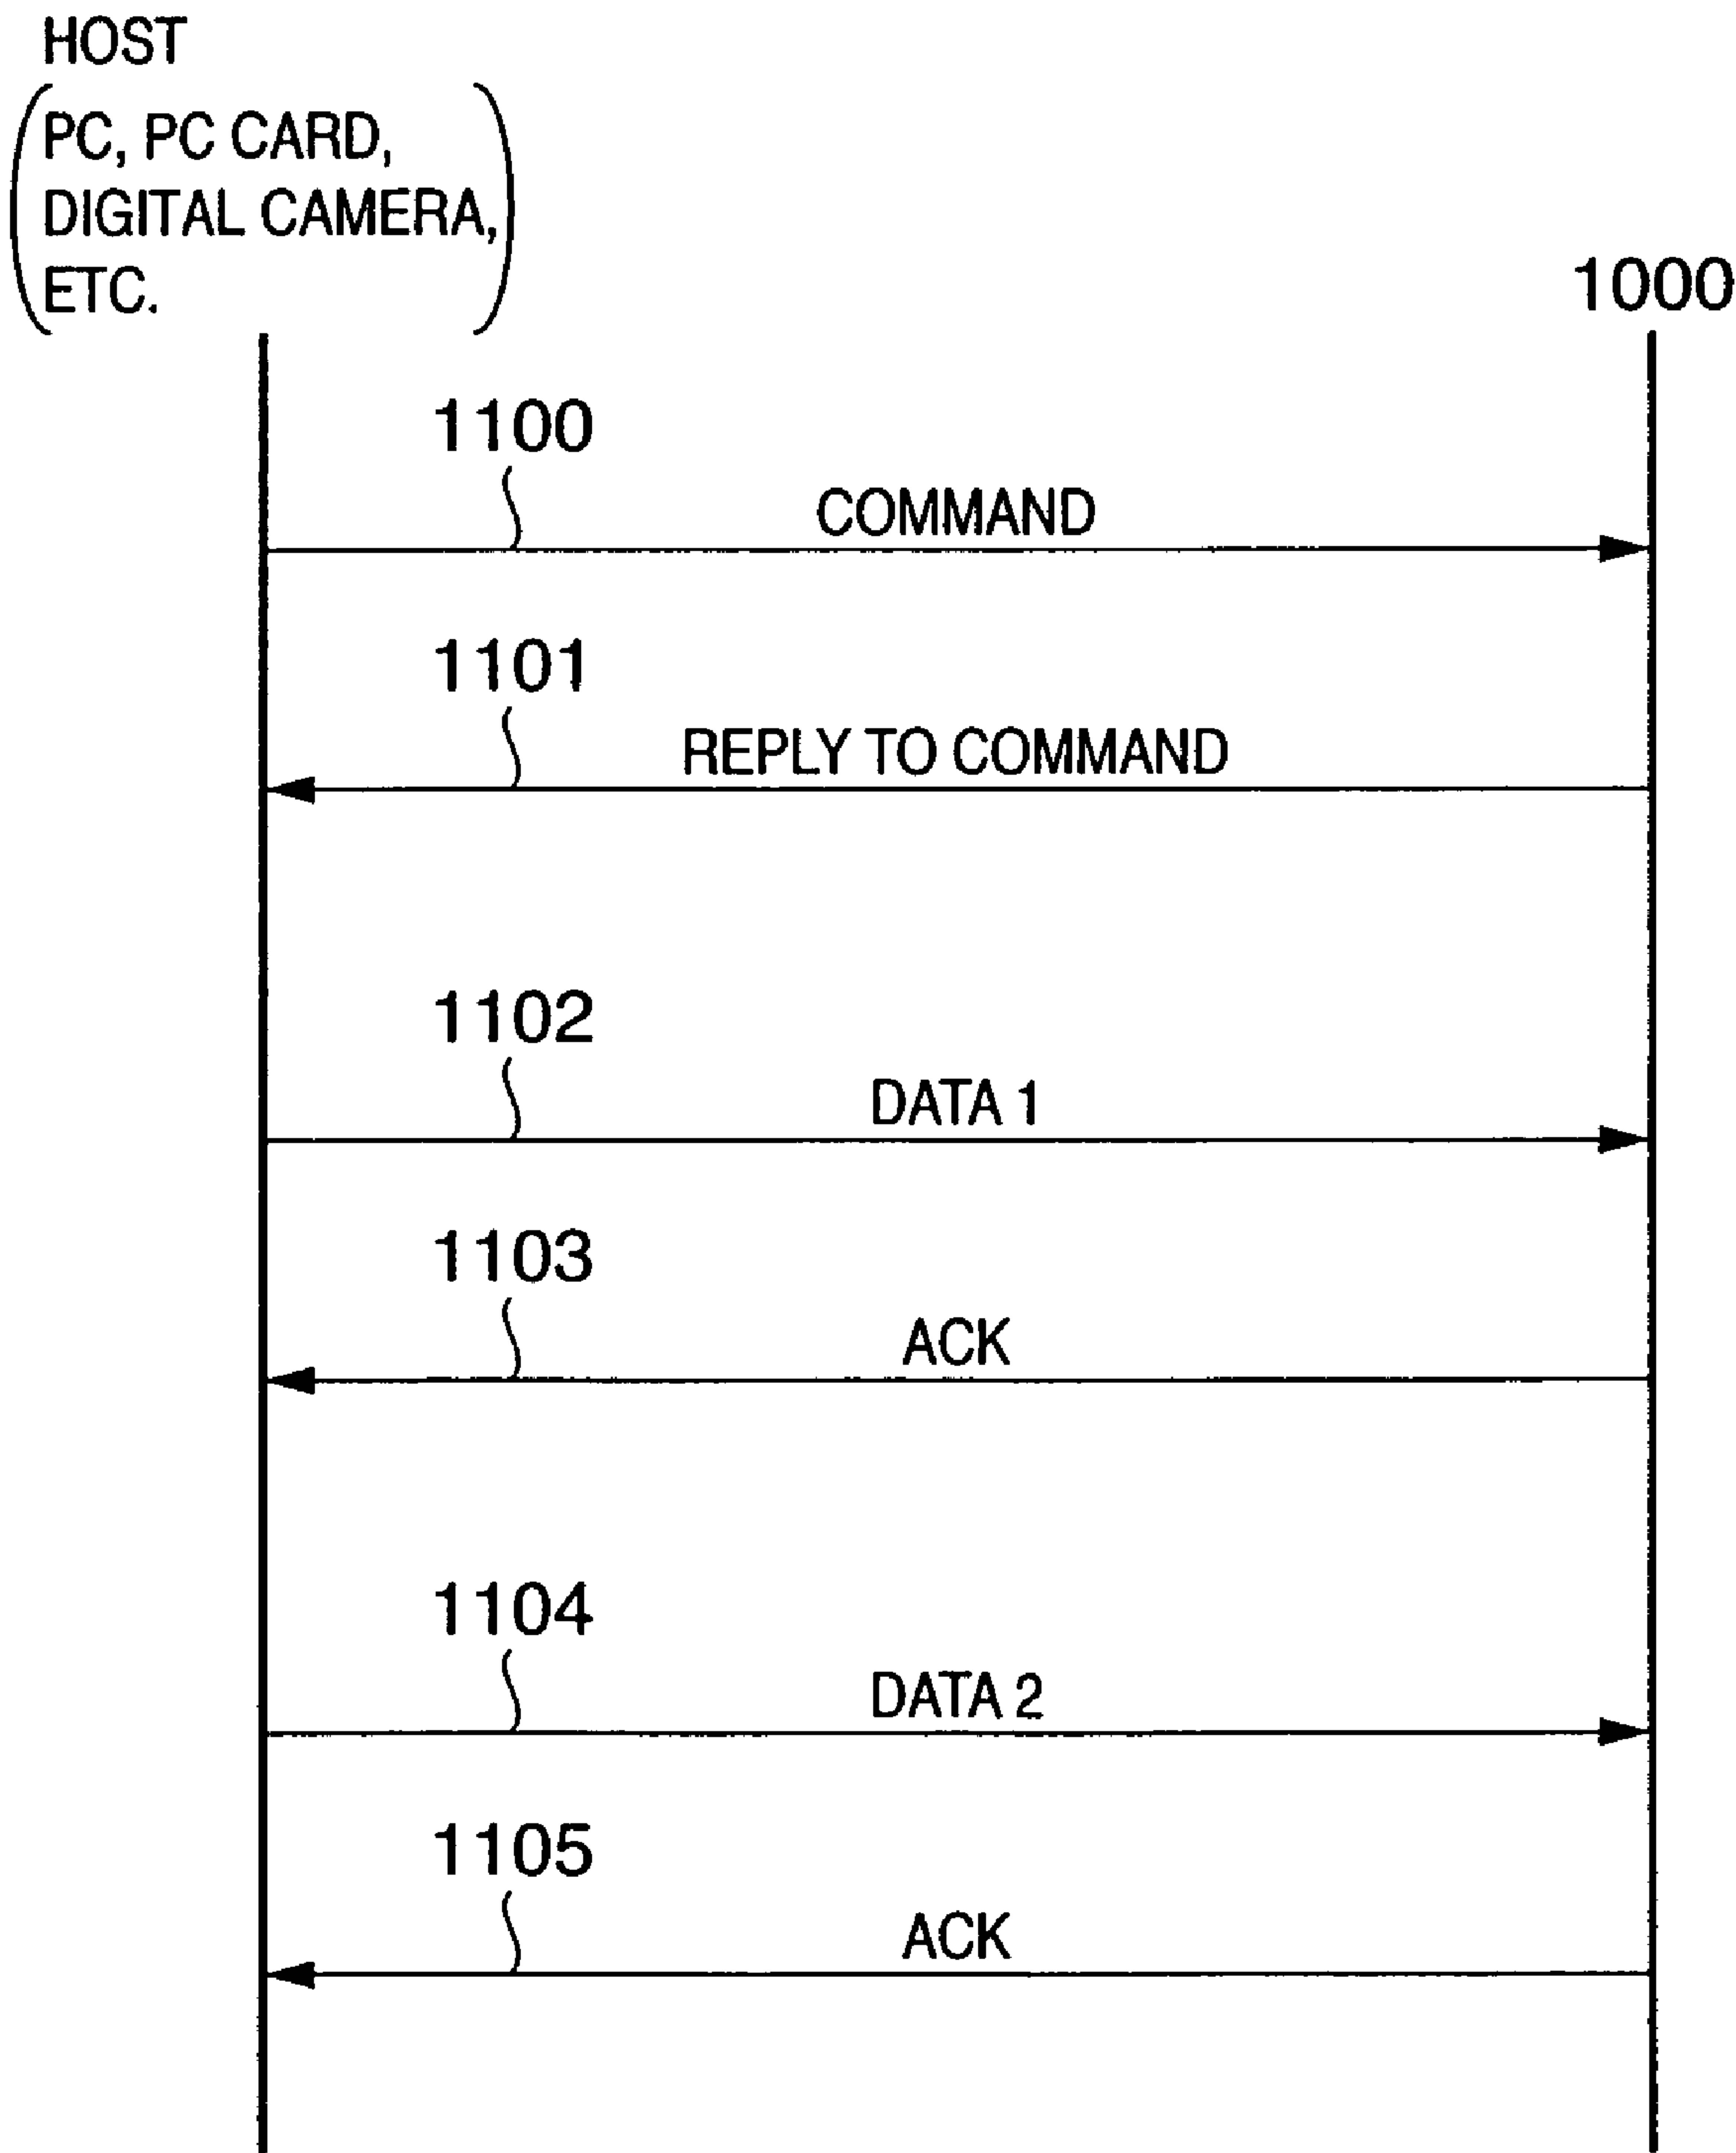 HOST
(PC, PC CARD,
DIGITAL CAMERA,
ETC.)
1000
1100
COMMAND
1101
REPLY TO COMMAND
1102
DATA 1
1103
ACK
1104
DATA 2
1105
ACK